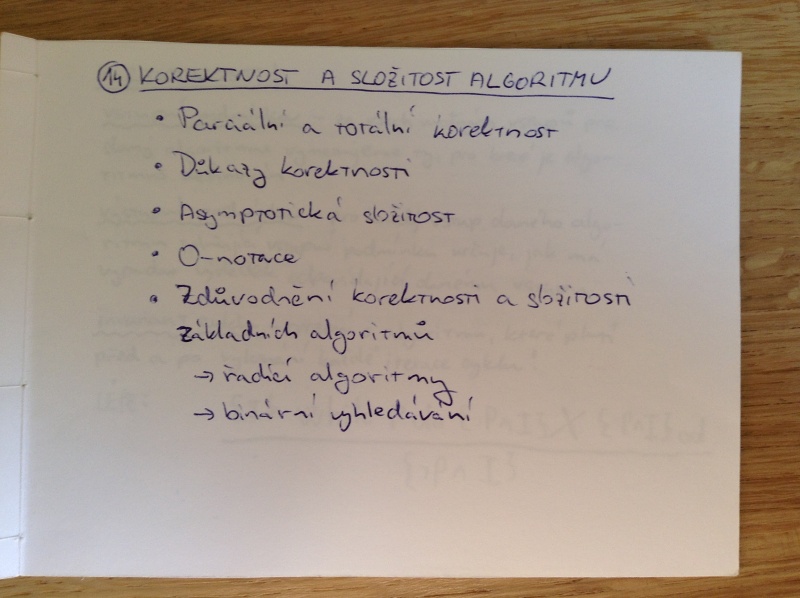 14 KOREKTNOST A SLOŽITOST ALGORITMU
• Parciální a totální korektnost
• Důkazy korektnosti
• Asymptotická složitost
• O-notace
• Zdůvodnění korektnosti a složitosti
základních algoritmů
→ řadící algoritmy
→ binární vyhledávání